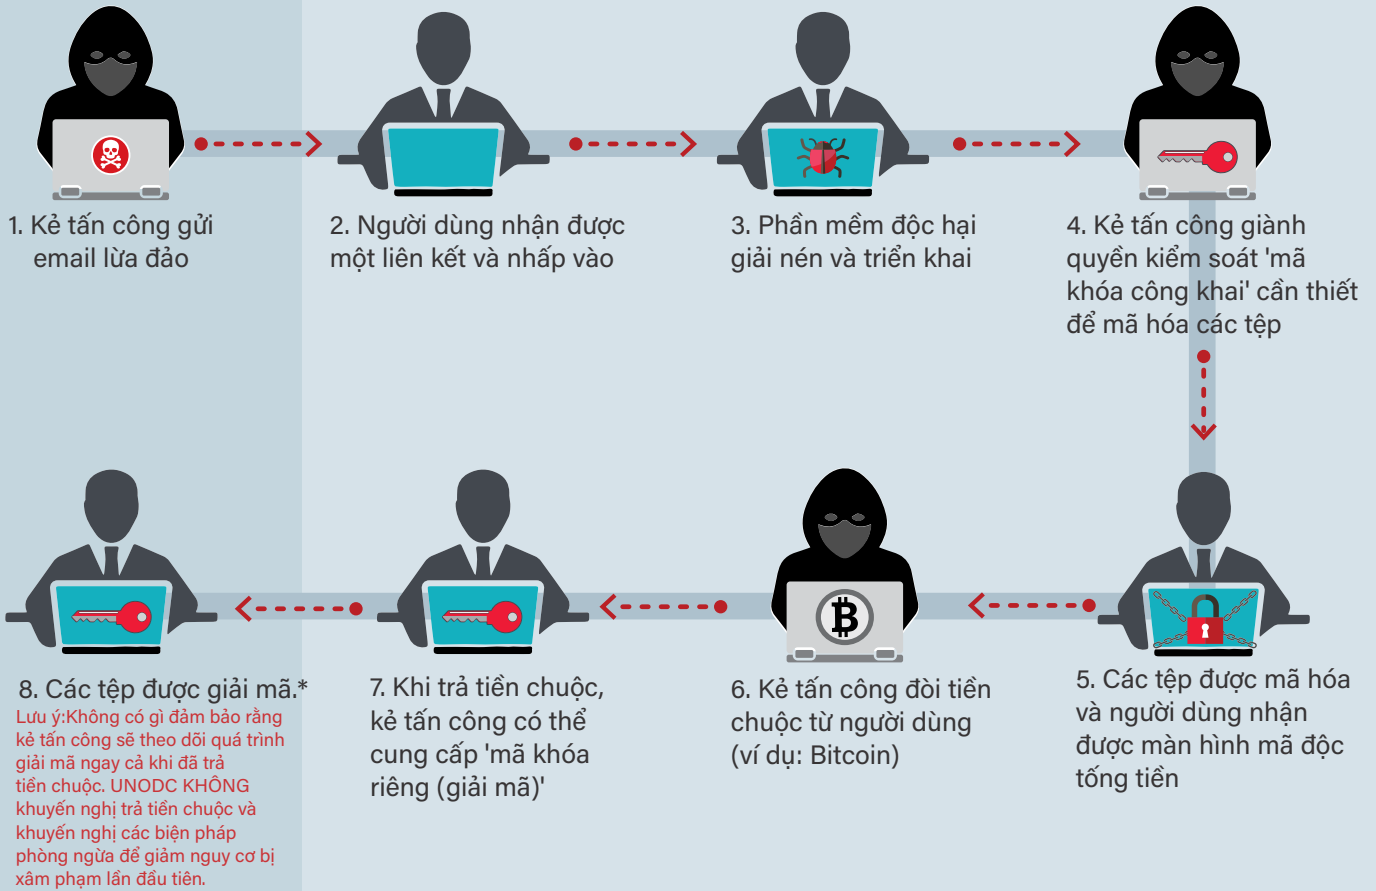 1. Kẻ tấn công gửi
email lừa đảo
2. Người dùng nhận được
một liên kết và nhấp vào
3. Phần mềm độc hại
giải nén và triển khai
4. Kẻ tấn công giành
quyền kiểm soát 'mã
khóa công khai' cần thiết
để mã hóa các tệp
5. Các tệp được mã hóa
và người dùng nhận
được màn hình mã độc
tống tiền
6. Kẻ tấn công đòi tiền
chuộc từ người dùng
(ví dụ: Bitcoin)
7. Khi trả tiền chuộc,
kẻ tấn công có thể
cung cấp 'mã khóa
riêng (giải mã)'
8. Các tệp được giải mã.*
Lưu ý:Không có gì đảm bảo rằng
kẻ tấn công sẽ theo dõi quá trình
giải mã ngay cả khi đã trả
tiền chuộc. UNODC KHÔNG
khuyến nghị trả tiền chuộc và
khuyến nghị các biện pháp
phòng ngừa để giảm nguy cơ bị
xâm phạm lần đầu tiên.